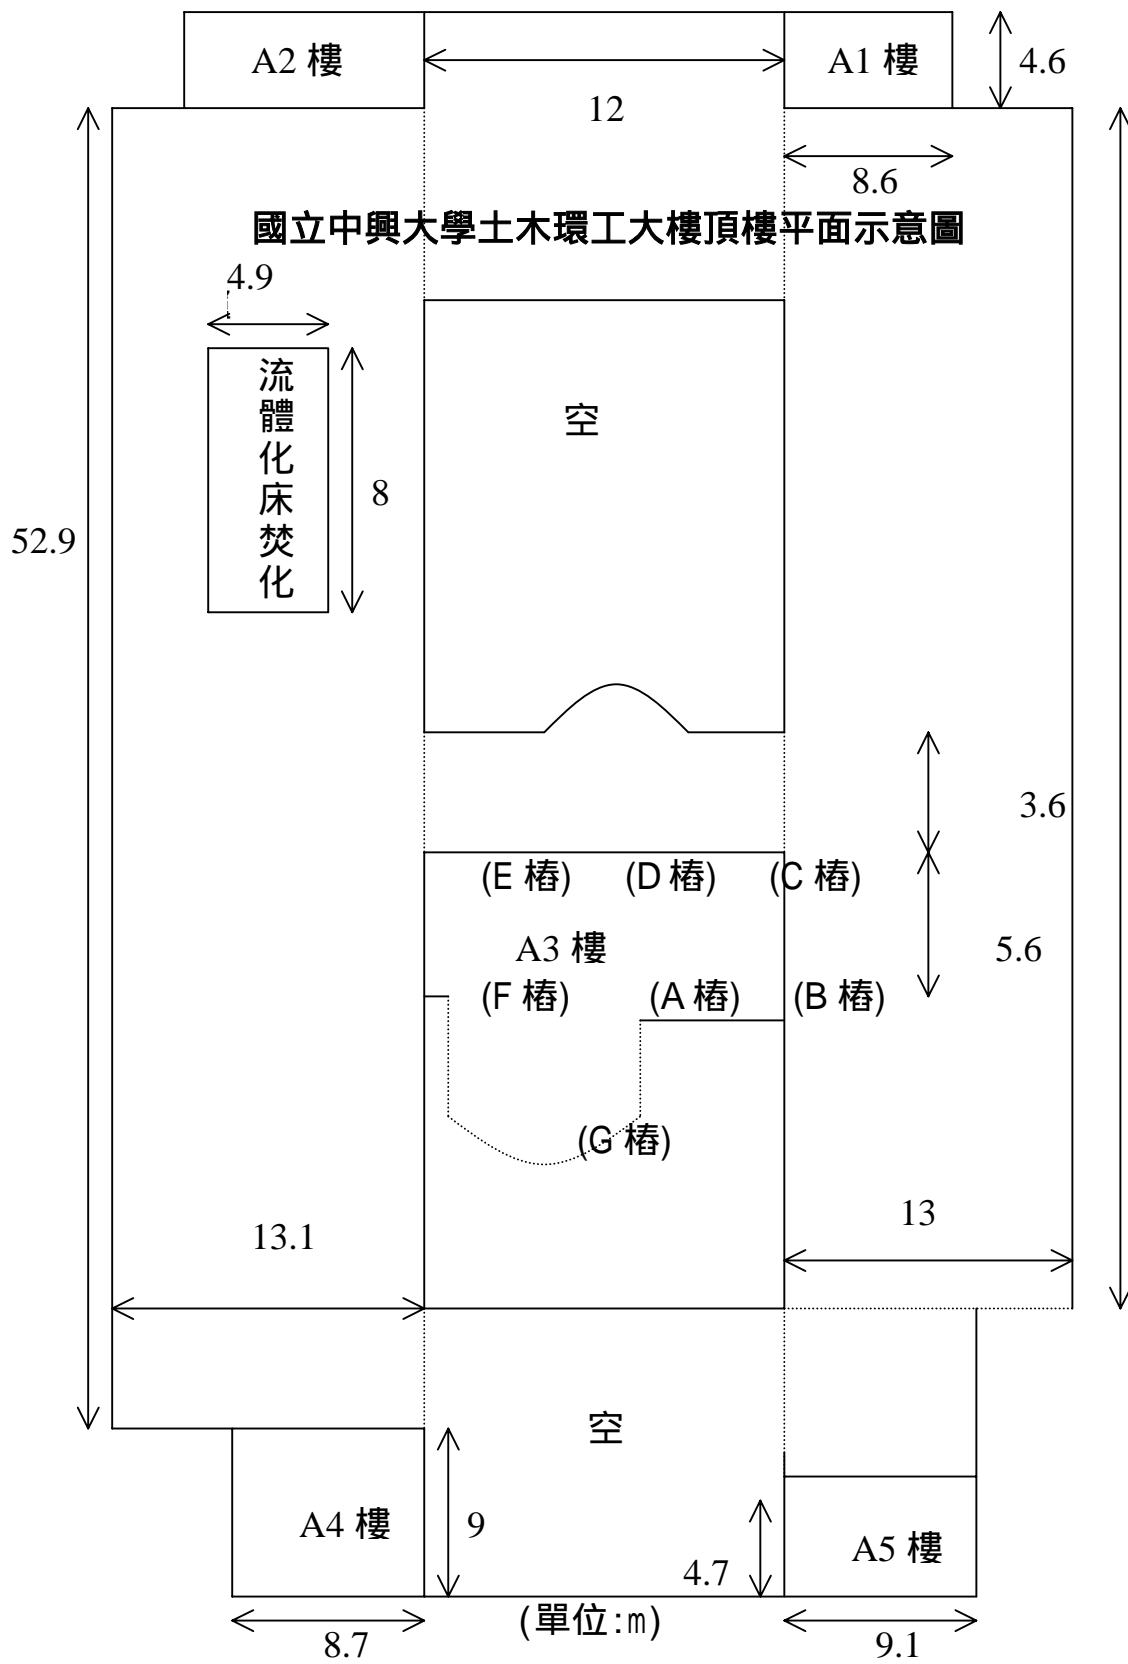 A2 樓
A1 樓
4.6
12
8.6
國立中興大學土木環工大樓頂樓平面示意圖
4.9
流體化床焚化
空
8
52.9
3.6
(E 樁)
(D 樁)
(C 樁)
A3 樓
5.6
(F 樁)
(A 樁)
(B 樁)
(G 樁)
13.1
13
空
A4 樓
9
4.7
A5 樓
8.7
(單位:m)
9.1